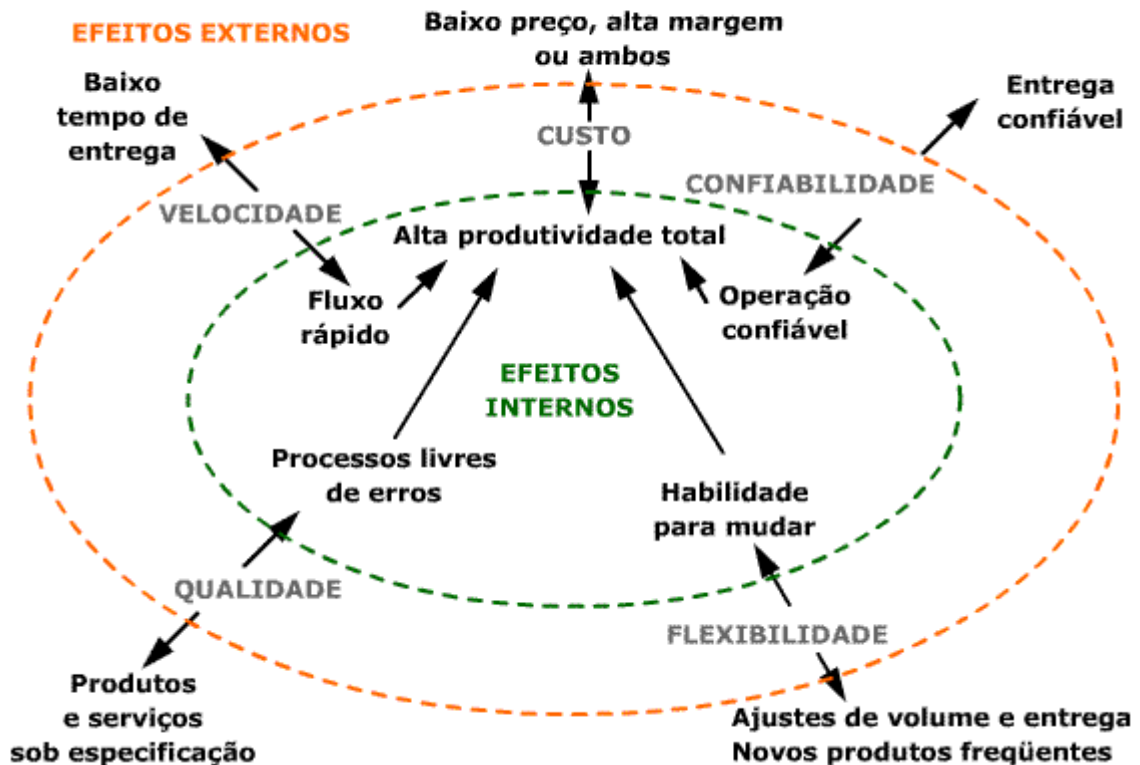 EFEITOS EXTERNOS
Baixo preço, alta margem
ou ambos
Baixo
tempo de
entrega
Entrega
confiável
CUSTO
VELOCIDADE
CONFIABILIDADE
Alta produtividade total
Fluxo
rápido
Operação
confiável
EFEITOS
INTERNOS
Processos livres
de erros
Habilidade
para mudar
QUALIDADE
FLEXIBILIDADE
Produtos
e serviços
sob especificação
Ajustes de volume e entrega
Novos produtos freqüentes